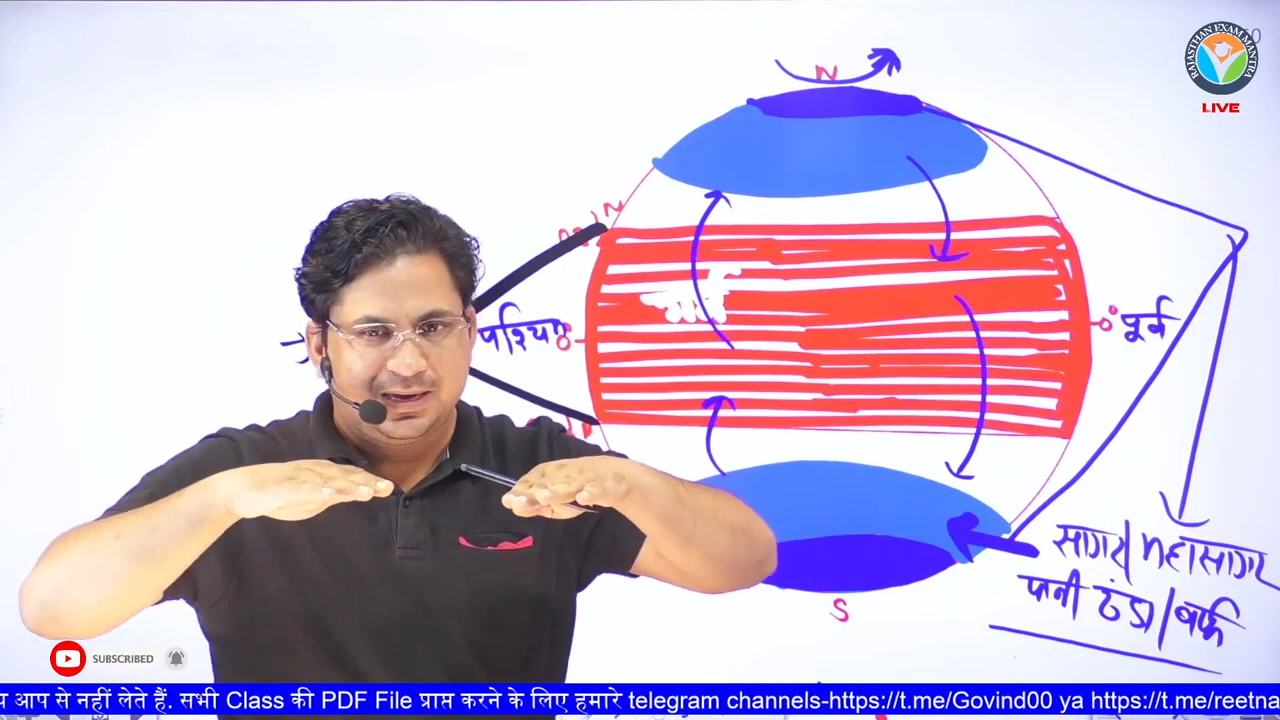 RAJASTHAN EXAM MANTRA
LIVE
N
N
पश्चिम
पूर्व
सागर/महासागर
पानी ठंडा/बर्फ
S
SUBSCRIBED
य आप से नहीं लेते हैं. सभी Class की PDF File प्राप्त करने के लिए हमारे telegram channels-https://t.me/Govind00 ya https://t.me/reetna